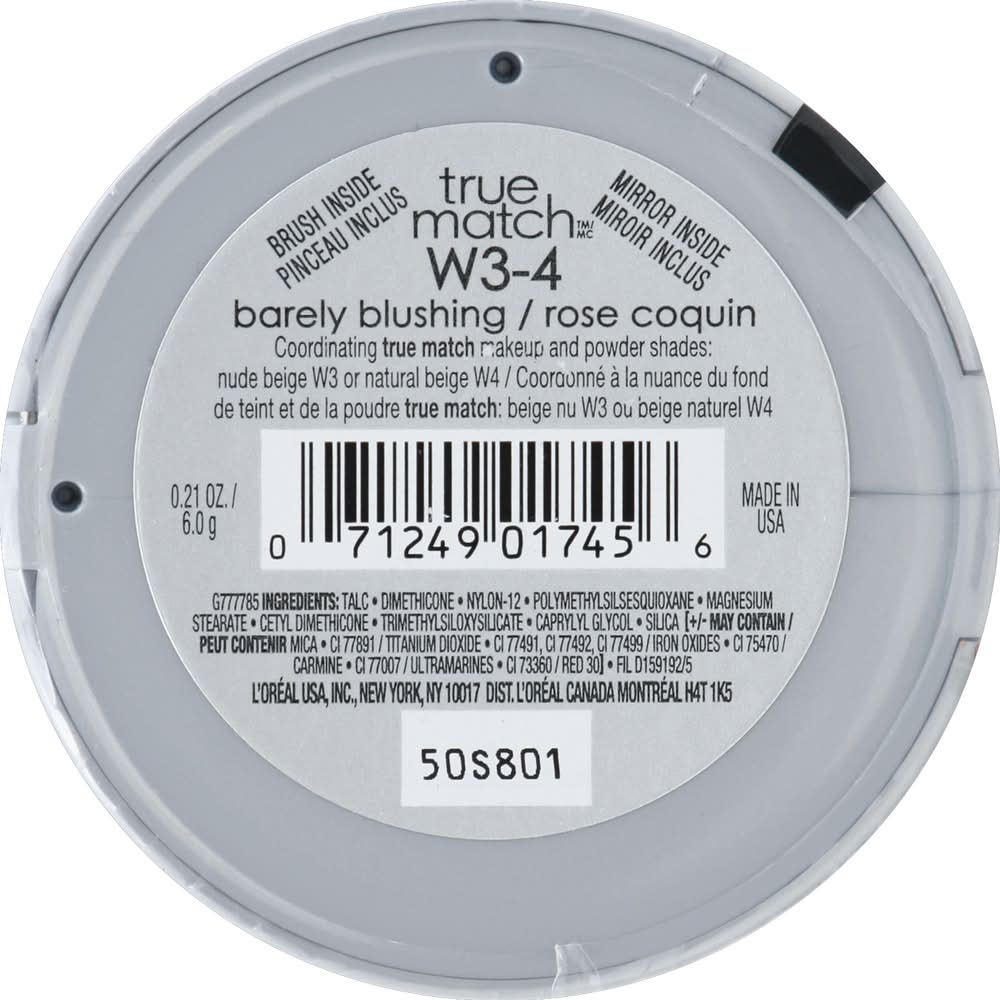 BRUSH INSIDE
PINCEAU INCLUS
true
match™/MC
MIRROR INSIDE
MIROIR INCLUS
W3-4
barely blushing / rose coquin
Coordinating true match makeup and powder shades:
nude beige W3 or natural beige W4 / Coordonné à la nuance du fond
de teint et de la poudre true match: beige nu W3 ou beige naturel W4
0.21 OZ. /
6.0 g
0 71249 01745 6
MADE IN
USA
G777785 INGREDIENTS: TALC • DIMETHICONE • NYLON-12 • POLYMETHYLSILSESQUIOXANE • MAGNESIUM
STEARATE • CETYL DIMETHICONE • TRIMETHYLSILOXYSILICATE • CAPRYLYL GLYCOL • SILICA [+/- MAY CONTAIN /
PEUT CONTENIR MICA • CI 77891 / TITANIUM DIOXIDE • CI 77491, CI 77492, CI 77499 / IRON OXIDES • CI 75470 /
CARMINE • CI 77007 / ULTRAMARINES • CI 73360 / RED 30] • FIL D159192/5
L'ORÉAL USA, INC., NEW YORK, NY 10017 DIST. L'ORÉAL CANADA MONTRÉAL H4T 1K5
50S801